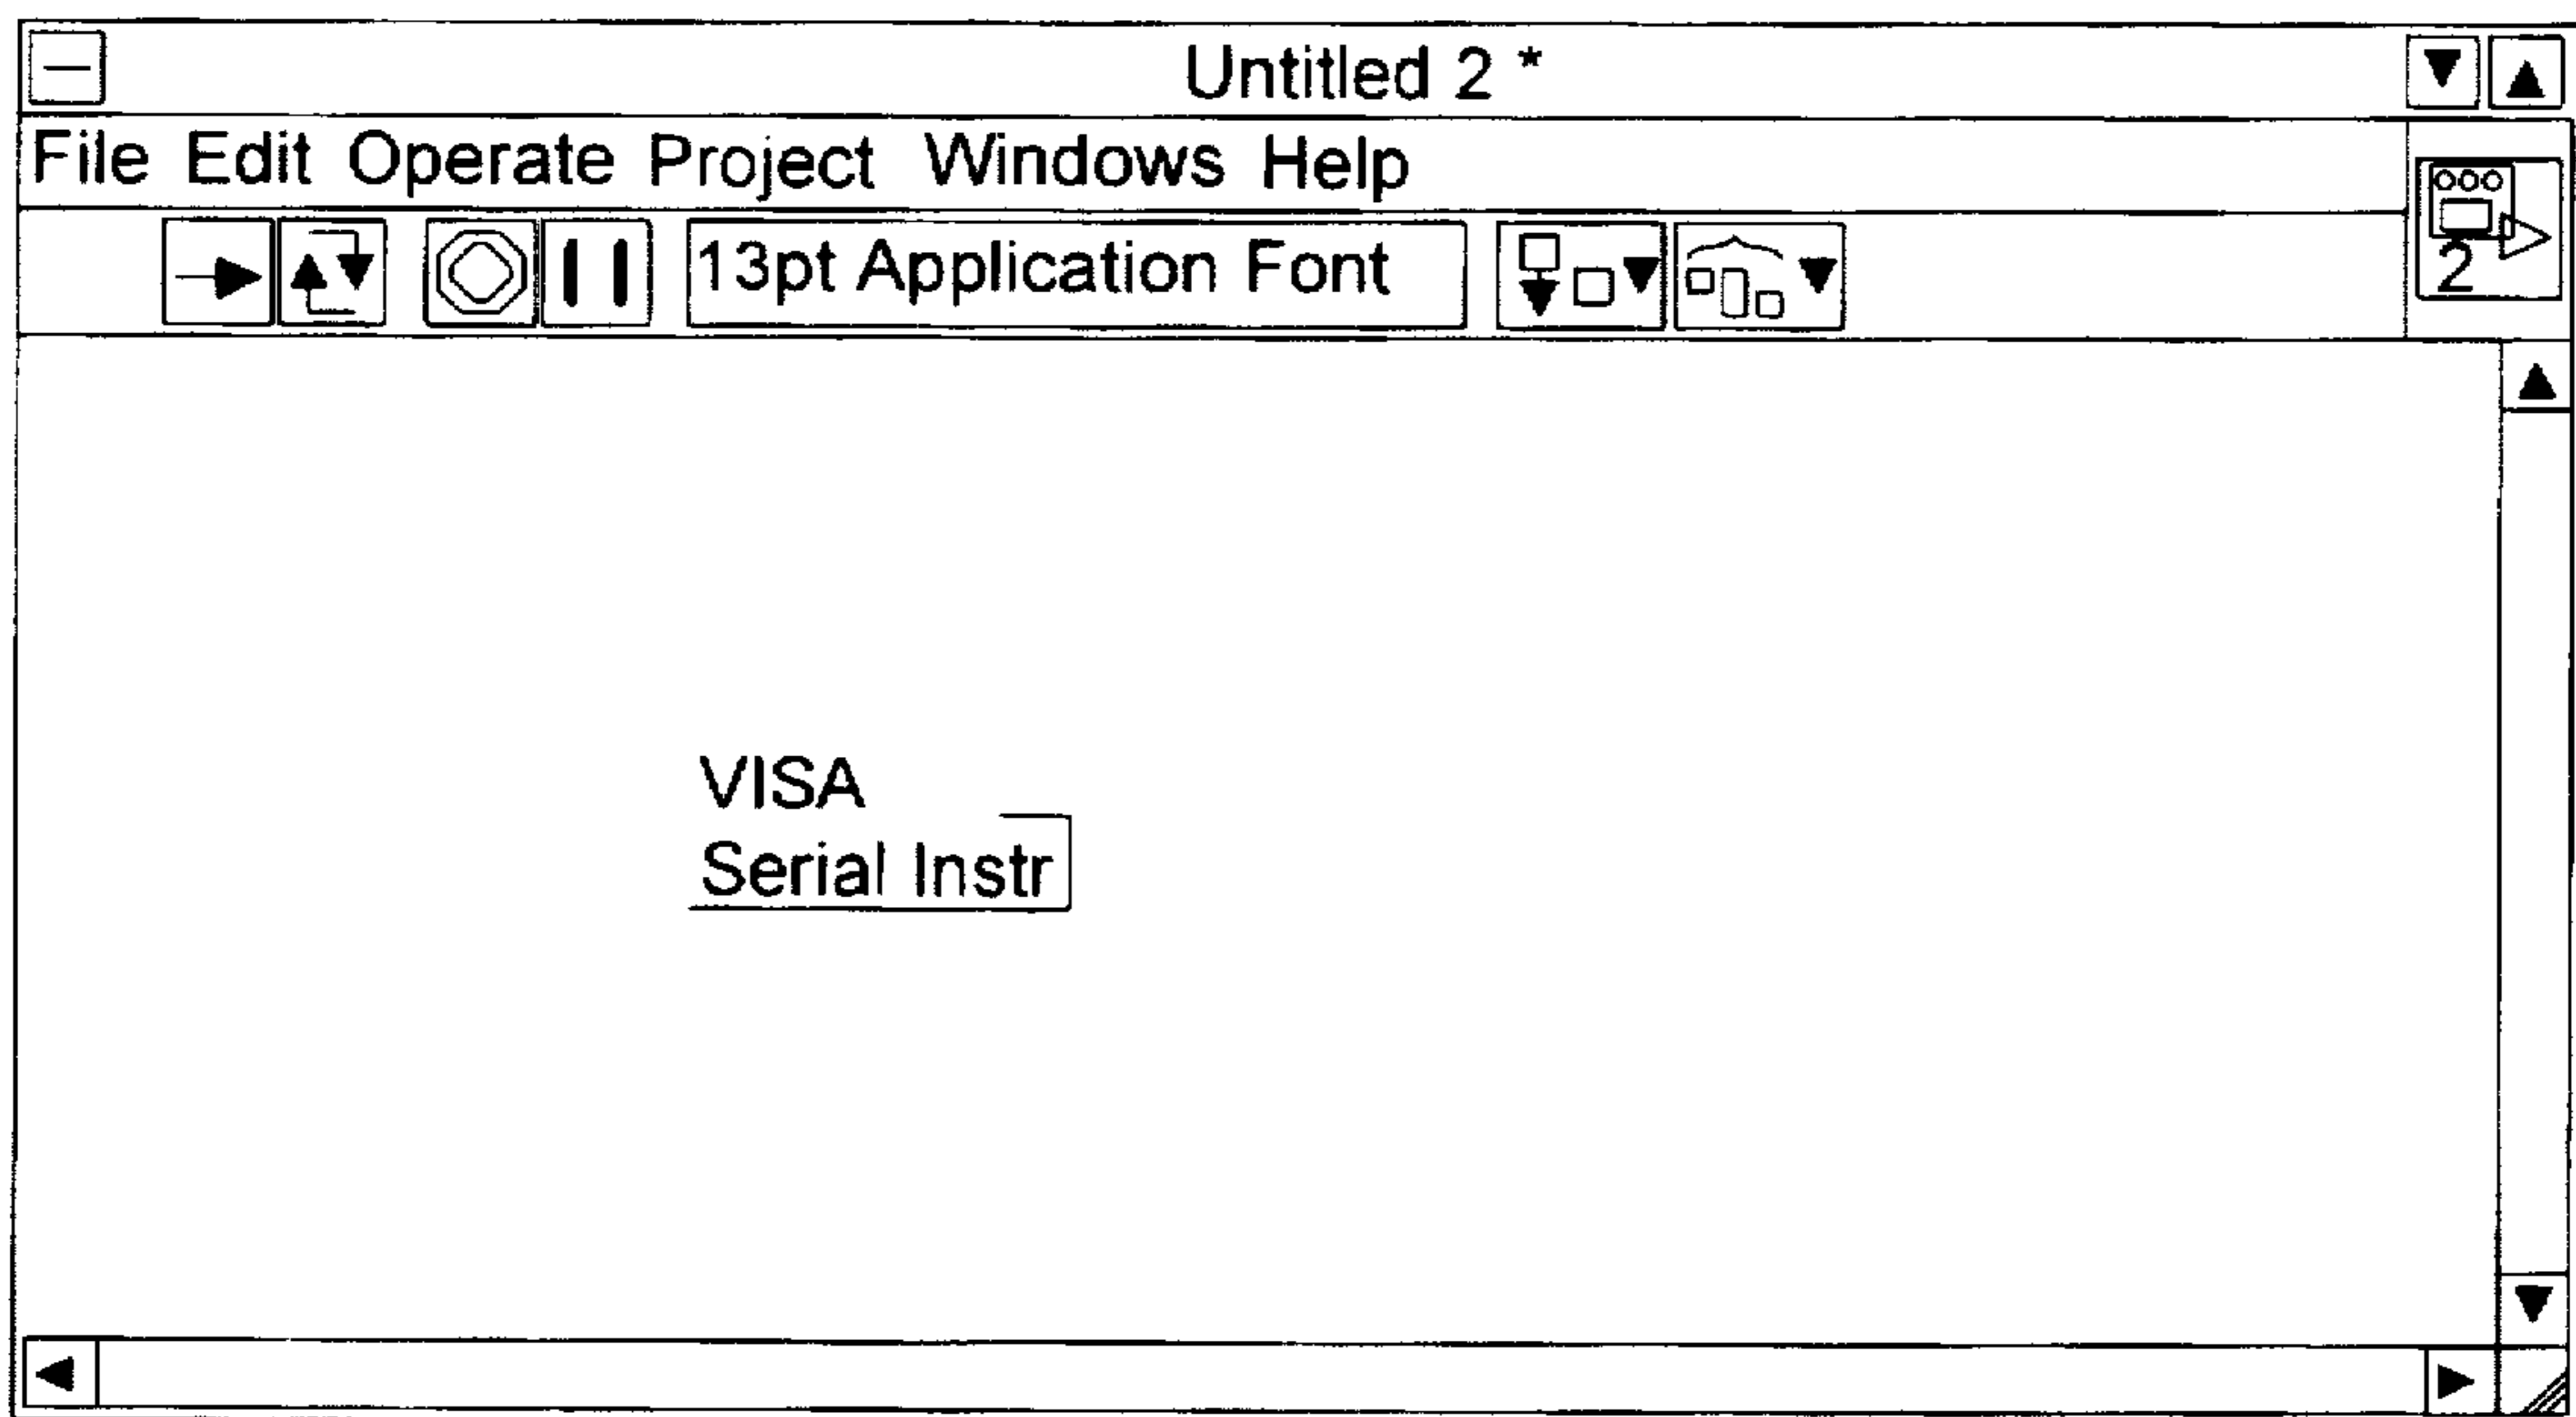 Untitled 2 *
File Edit Operate Project Windows Help
13pt Application Font
2
VISA
Serial Instr